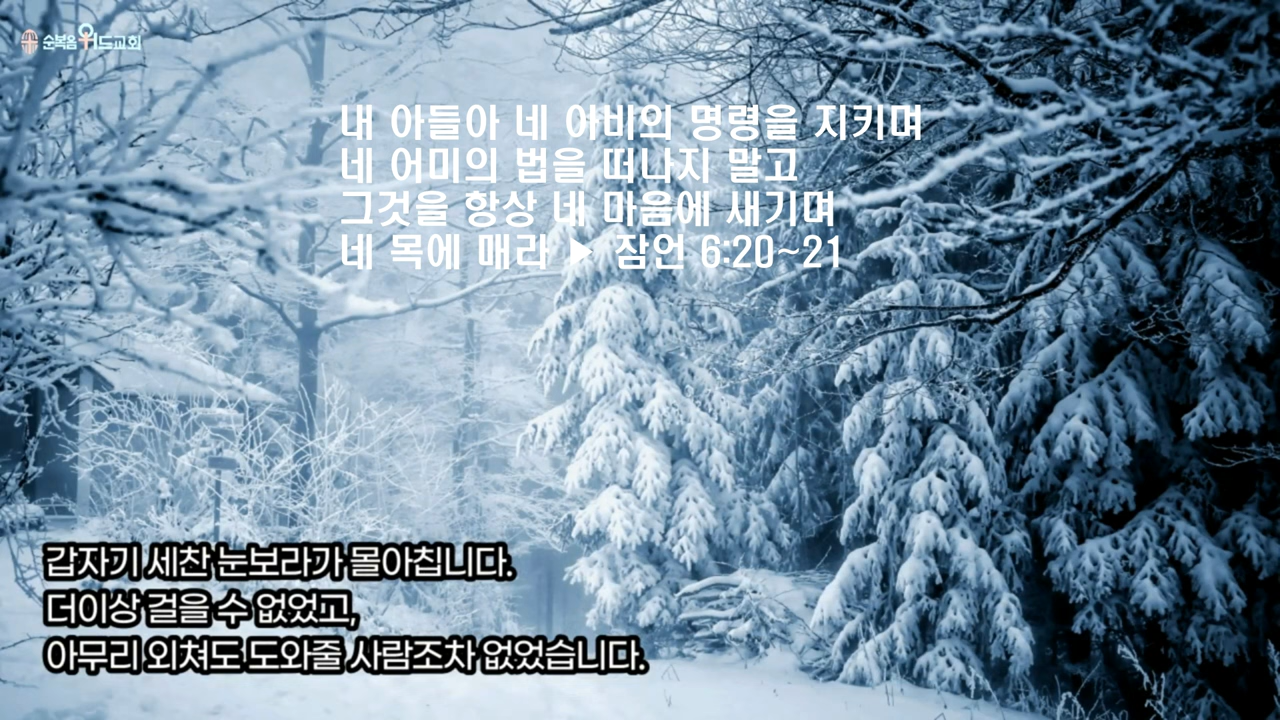 순복음위드교회
내 아들아 네 아비의 명령을 지키며
네 어미의 법을 떠나지 말고
그것을 항상 네 마음에 새기며
네 목에 매라 ▶ 잠언 6:20~21
갑자기 세찬 눈보라가 몰아칩니다.
더이상 걸을 수 없었고,
아무리 외쳐도 도와줄 사람조차 없었습니다.